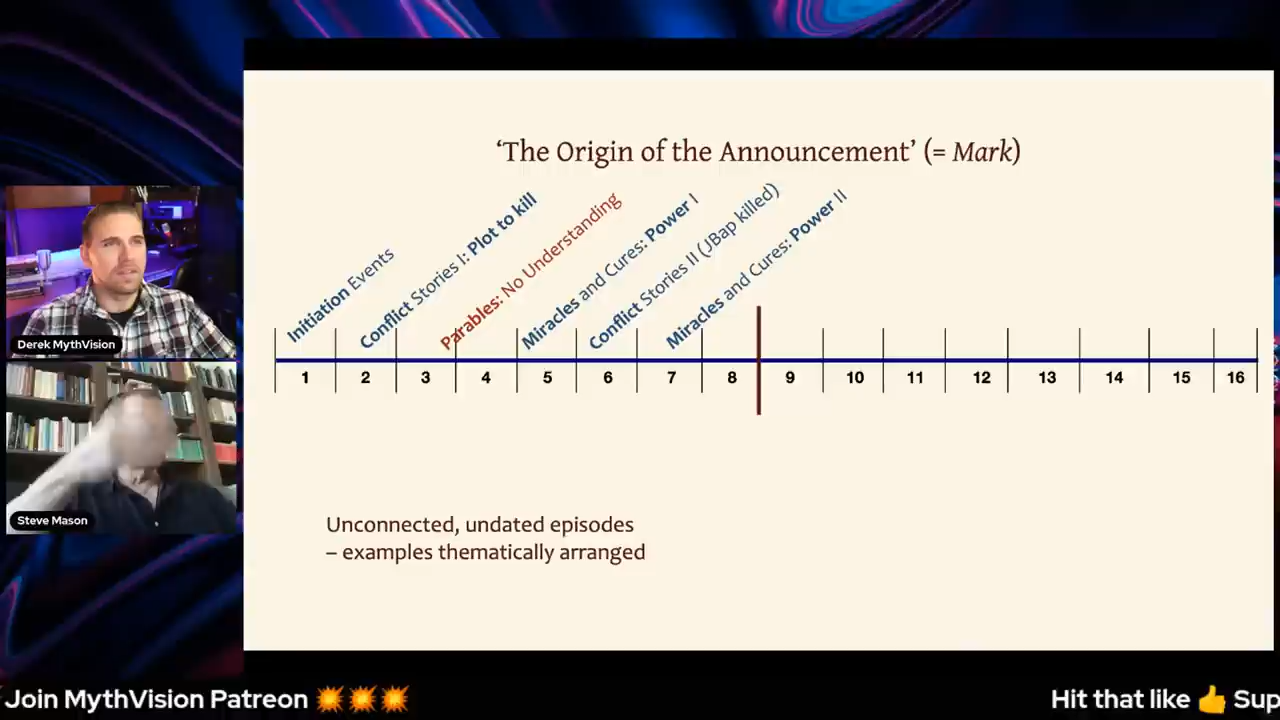 ‘The Origin of the Announcement’ (= Mark)
Initiation Events
Conflict Stories I: Plot to kill
Parables: No Understanding
Miracles and Cures: Power I
Conflict Stories II (JBap killed)
Miracles and Cures: Power II
1 2 3 4 5 6 7 8 9 10 11 12 13 14 15 16
Derek MythVision
Steve Mason
Unconnected, undated episodes
– examples thematically arranged
Join MythVision Patreon 💥💥💥 Hit that like 👍 Sup